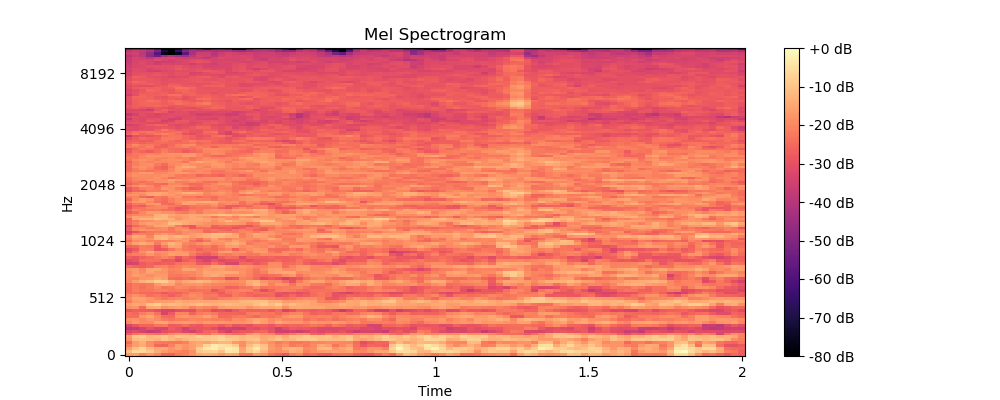 Mel Spectrogram
Hz
8192
4096
2048
1024
512
0
0 0.5 1 1.5 2
Time
+0 dB
-10 dB
-20 dB
-30 dB
-40 dB
-50 dB
-60 dB
-70 dB
-80 dB